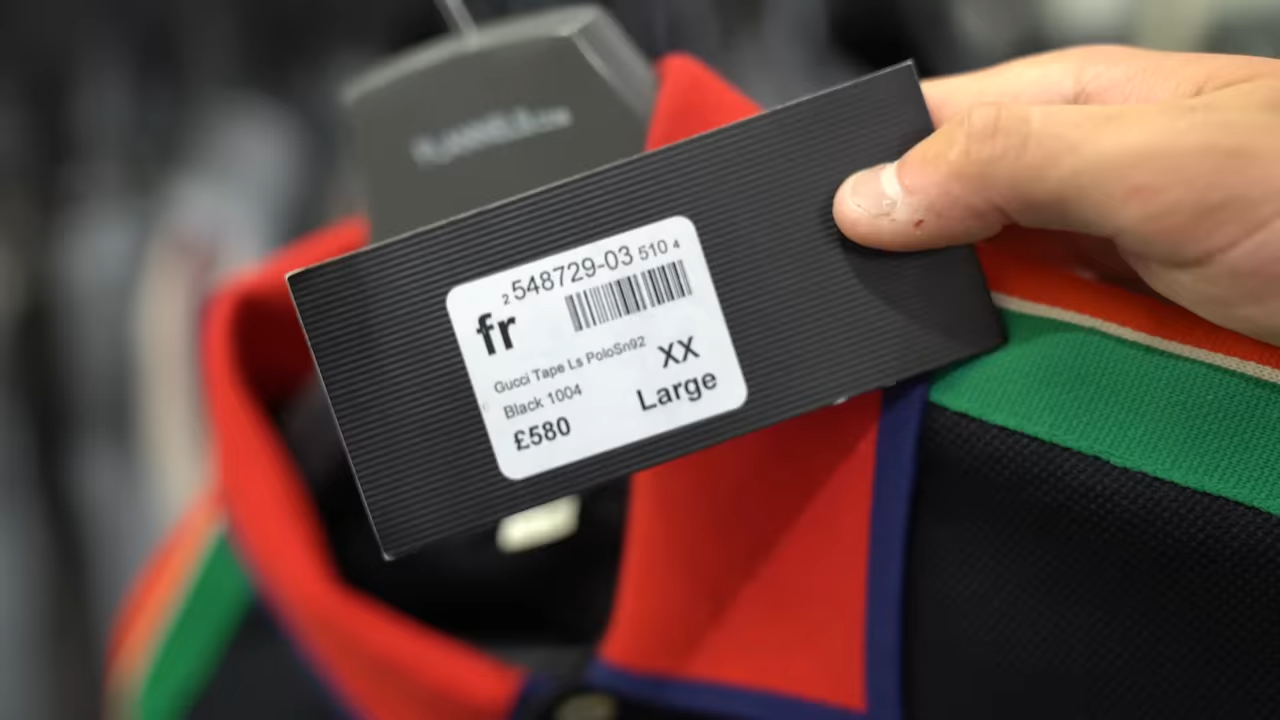 2 548729-03 510 4
fr
Gucci Tape Ls PoloSn92
Black 1004
£580
XX
Large